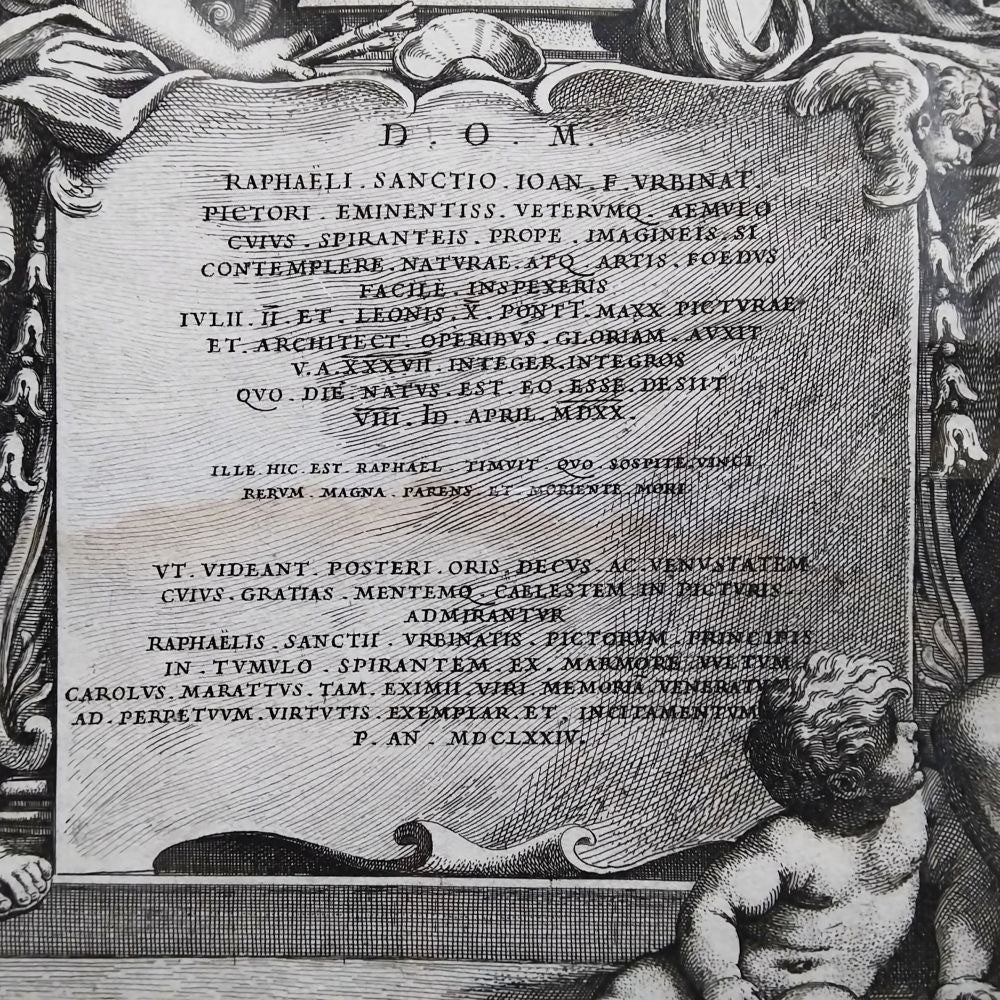 D . O . M .
RAPHAËLI . SANCTIO . IOAN . F . VRBINAT .
PICTORI . EMINENTISS . VETERVMQ . AEMVLO
CVIVS . SPIRANTEIS . PROPE . IMAGINEIS . SI
CONTEMPLERE . NATVRAE . ATQ . ARTIS . FOEDVS
FACILE . INSPEXERIS
IVLII . II . ET . LEONIS . X . PONTT . MAXX . PICTVRAE
ET . ARCHITECT . OPERIBVS . GLORIAM . AVXIT
V . A . XXXVII . INTEGER . INTEGROS
QVO . DIE . NATVS . EST . EO . ESSE . DESIIT
VIII . ID . APRIL . MDXX .
ILLE . HIC . EST . RAPHAEL . TIMVIT . QVO . SOSPITE . VINCI
RERVM . MAGNA . PARENS . ET . MORIENTE . MORI
VT . VIDEANT . POSTERI . ORIS . DECVS . AC . VENVSTATEM
CVIVS . GRATIAS . MENTEMQ . CAELESTEM . IN . PICTVRIS .
ADMIRANTVR
RAPHAËLIS . SANCTII . VRBINATIS . PICTORVM . PRINCIPIS
IN . TVMVLO . SPIRANTEM . EX . MARMORE . VVLTVM
CAROLVS . MARATTVS . TAM . EXIMII . VIRI . MEMORIÃ . VENERATVS
AD . PERPETVVM . VIRTVTIS . EXEMPLAR . ET . INCITAMENTVM
P . AN . MDCLXXIV .